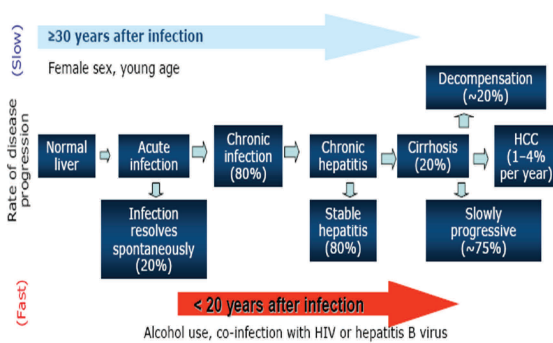 ≥30 years after infection
Female sex, young age
(Slow)
Rate of disease
progression
(Fast)
Decompensation
(~20%)
Normal
liver
Acute
infection
Chronic
infection
(80%)
Chronic
hepatitis
Cirrhosis
(20%)
HCC
(1–4%
per year)
Infection
resolves
spontaneously
(20%)
Stable
hepatitis
(80%)
Slowly
progressive
(~75%)
< 20 years after infection
Alcohol use, co-infection with HIV or hepatitis B virus